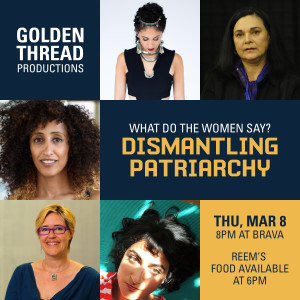 GOLDEN
THREAD
PRODUCTIONS
WHAT DO THE WOMEN SAY?
DISMANTLING
PATRIARCHY
THU, MAR 8
8PM AT BRAVA
REEM'S
FOOD AVAILABLE
AT 6PM